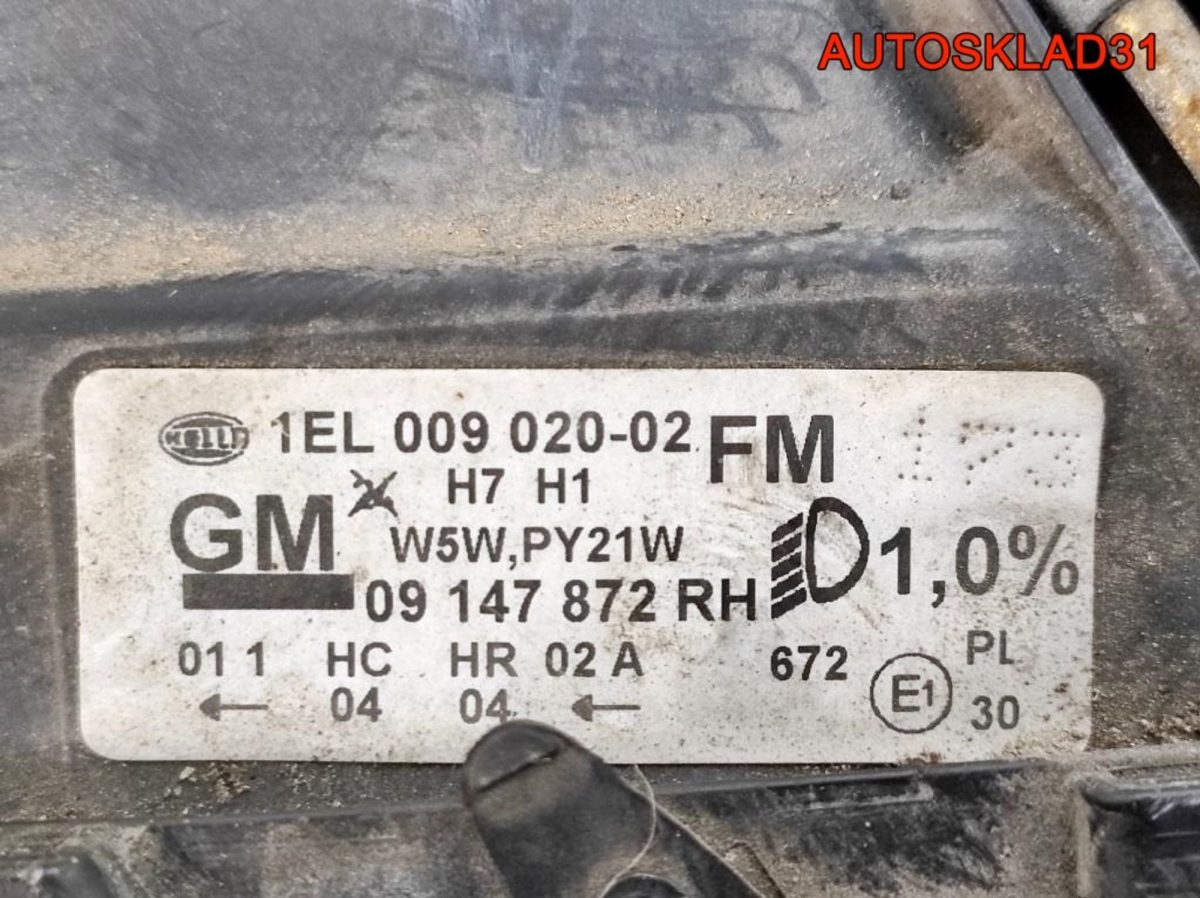 AUTOSKLAD31
HELLA 1EL 009 020-02 FM 173
H7 H1
GM W5W,PY21W 1,0%
09 147 872 RH
01 1 HC HR 02 A 672 E1 PL
← 04 04 ← 30